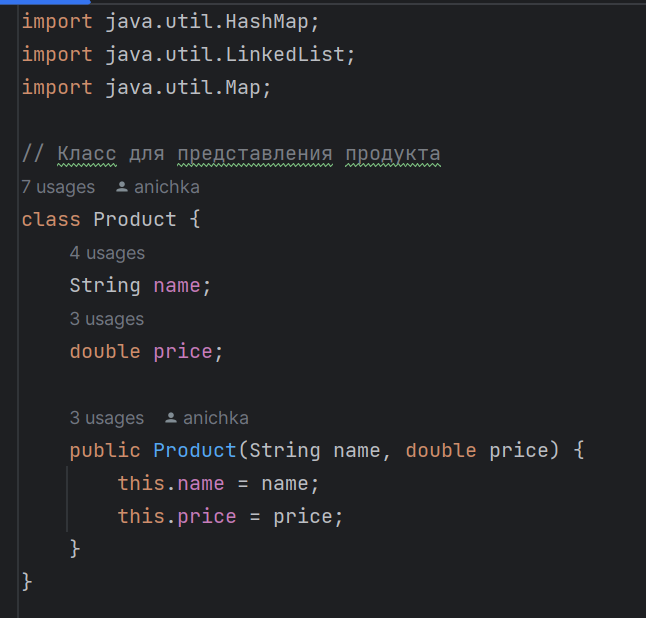 import java.util.HashMap;
import java.util.LinkedList;
import java.util.Map;
// Класс для представления продукта
7 usages anichka
class Product {
4 usages
String name;
3 usages
double price;
3 usages anichka
public Product(String name, double price) {
this.name = name;
this.price = price;
}
}